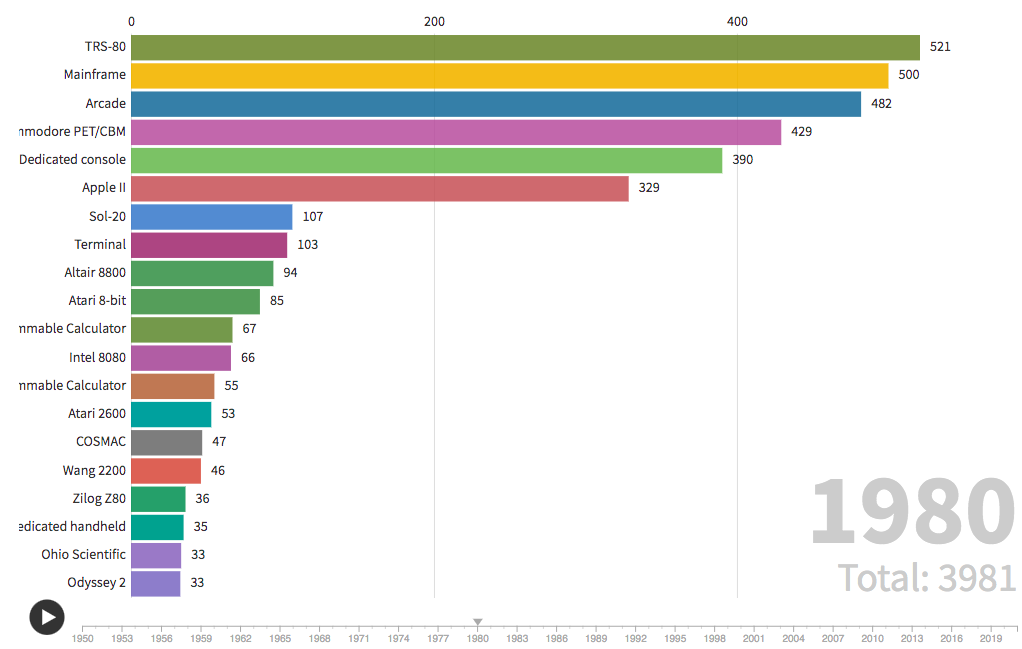 0 200 400
TRS-80 521
Mainframe 500
Arcade 482
mmodore PET/CBM 429
Dedicated console 390
Apple II 329
Sol-20 107
Terminal 103
Altair 8800 94
Atari 8-bit 85
mmable Calculator 67
Intel 8080 66
mmable Calculator 55
Atari 2600 53
COSMAC 47
Wang 2200 46
Zilog Z80 36
edicated handheld 35
Ohio Scientific 33
Odyssey 2 33
1980
Total: 3981
1950 1953 1956 1959 1962 1965 1968 1971 1974 1977 1980 1983 1986 1989 1992 1995 1998 2001 2004 2007 2010 2013 2016 2019